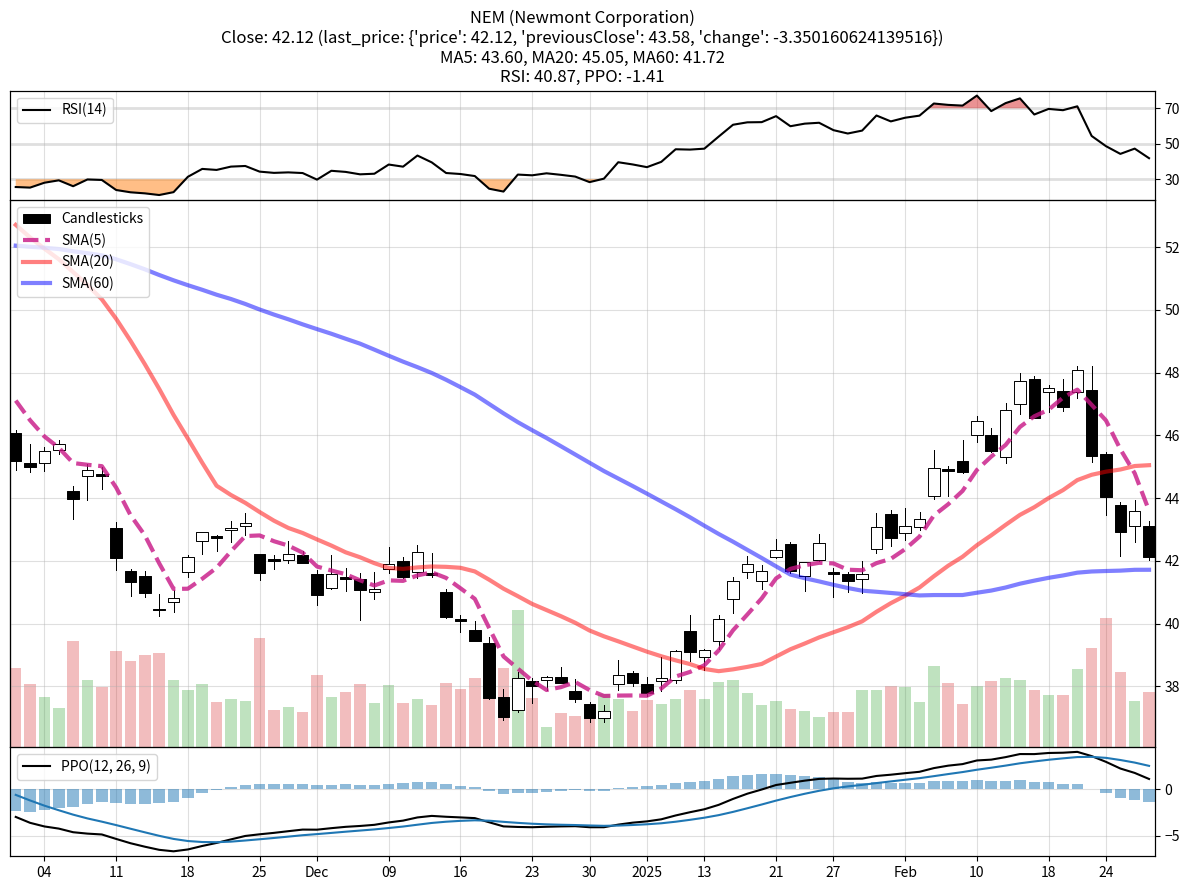 NEM (Newmont Corporation)
Close: 42.12 (last_price: {'price': 42.12, 'previousClose': 43.58, 'change': -3.350160624139516})
MA5: 43.60, MA20: 45.05, MA60: 41.72
RSI: 40.87, PPO: -1.41
RSI(14)
70
50
30
Candlesticks
SMA(5)
SMA(20)
SMA(60)
52
50
48
46
44
42
40
38
PPO(12, 26, 9)
0
−5
04 11 18 25 Dec 09 16 23 30 2025 13 21 27 Feb 10 18 24